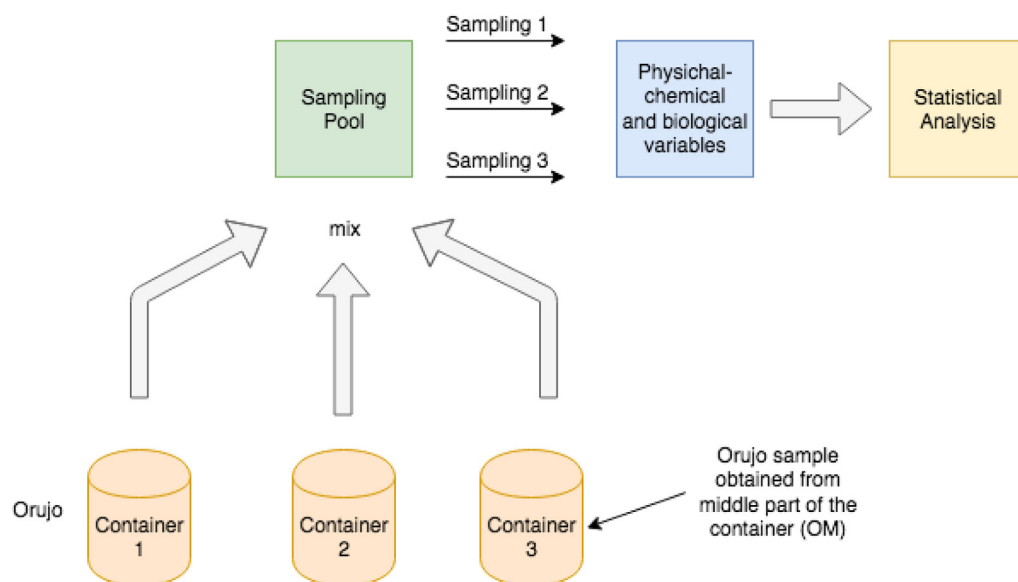 Sampling 1
Sampling 2
Sampling 3
Sampling
Pool
Physichal-
chemical
and biological
variables
Statistical
Analysis
mix
Orujo
Container
1
Container
2
Container
3
Orujo sample
obtained from
middle part of the
container (OM)